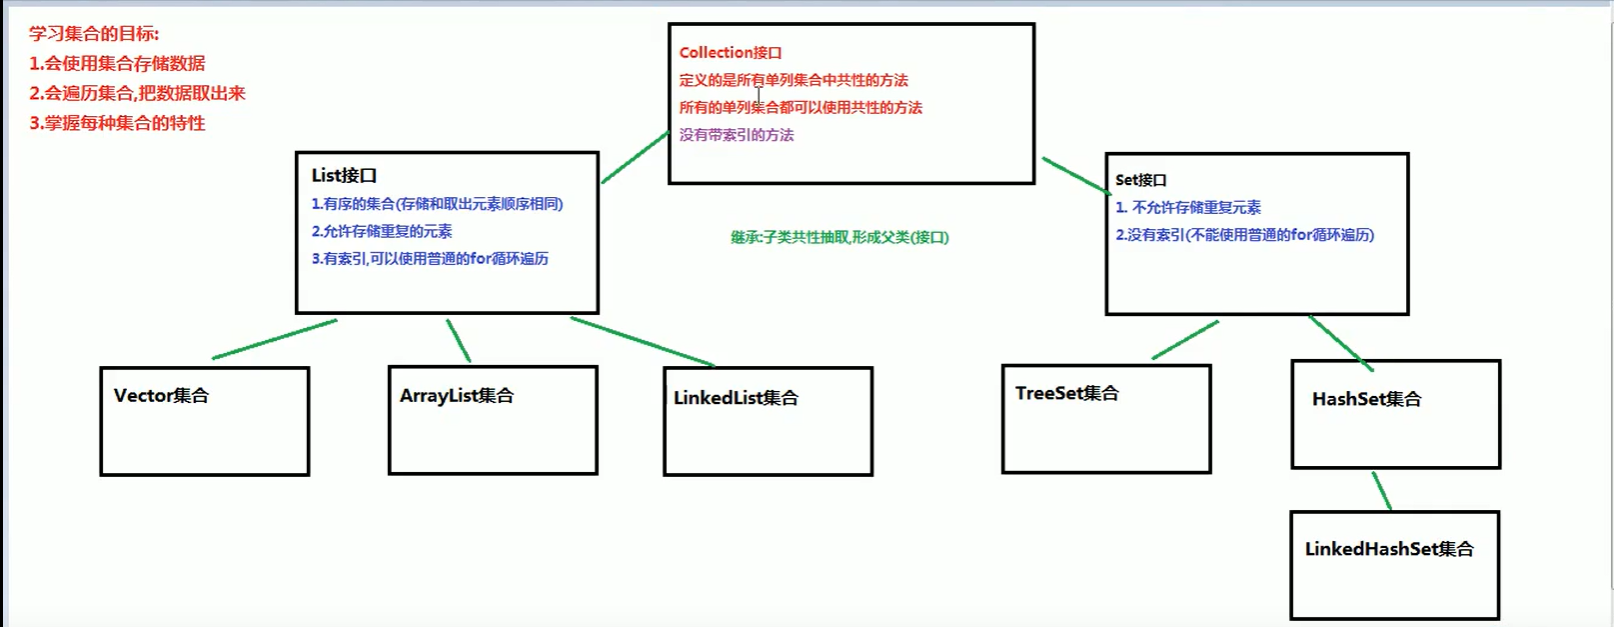 学习集合的目标:
1.会使用集合存储数据
2.会遍历集合,把数据取出来
3.掌握每种集合的特性
Collection接口
定义的是所有单列集合中共性的方法
所有的单列集合都可以使用共性的方法
没有带索引的方法
List接口
1.有序的集合(存储和取出元素顺序相同)
2.允许存储重复的元素
3.有索引,可以使用普通的for循环遍历
继承:子类共性抽取,形成父类(接口)
Set接口
1. 不允许存储重复元素
2.没有索引(不能使用普通的for循环遍历)
Vector集合
ArrayList集合
LinkedList集合
TreeSet集合
HashSet集合
LinkedHashSet集合